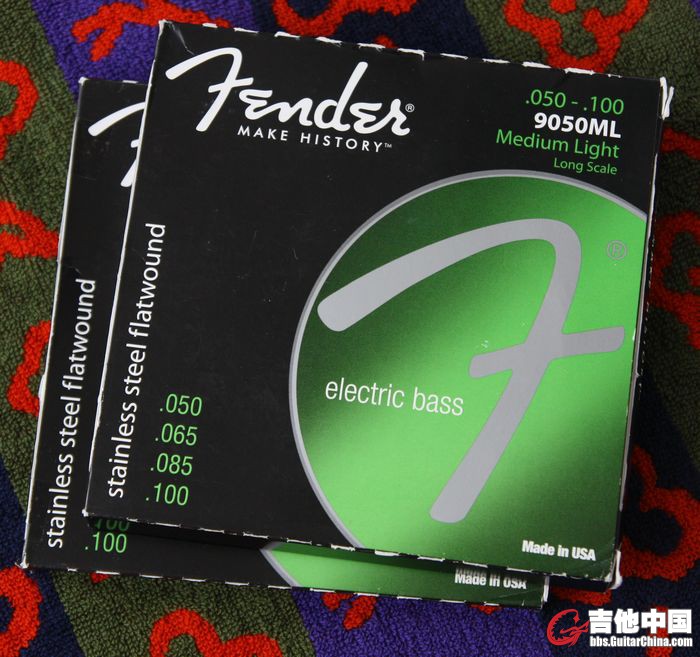 Fender®
MAKE HISTORY™
.050 - .100
9050ML
Medium Light
Long Scale
stainless steel flatwound
.050
.065
.085
.100
electric bass
®
Made in USA
stainless steel flatwound
.100
.100
Made in USA
吉他中国
bbs.GuitarChina.com